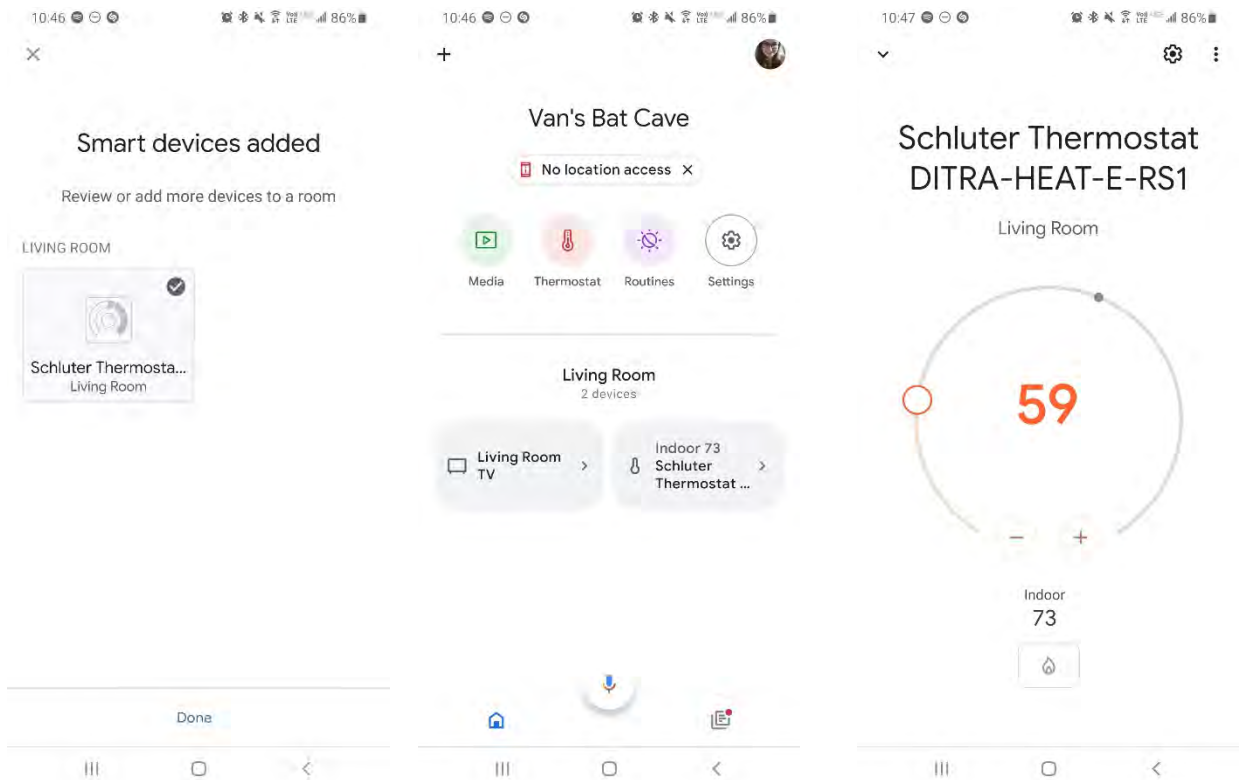 10:46
86%
Smart devices added
Review or add more devices to a room
LIVING ROOM
Schluter Thermosta...
Living Room
Done
10:46
86%
Van's Bat Cave
No location access
Media
Thermostat
Routines
Settings
Living Room
2 devices
Living Room
TV
Indoor 73
Schluter
Thermostat ...
10:47
86%
Schluter Thermostat
DITRA-HEAT-E-RS1
Living Room
59
Indoor
73